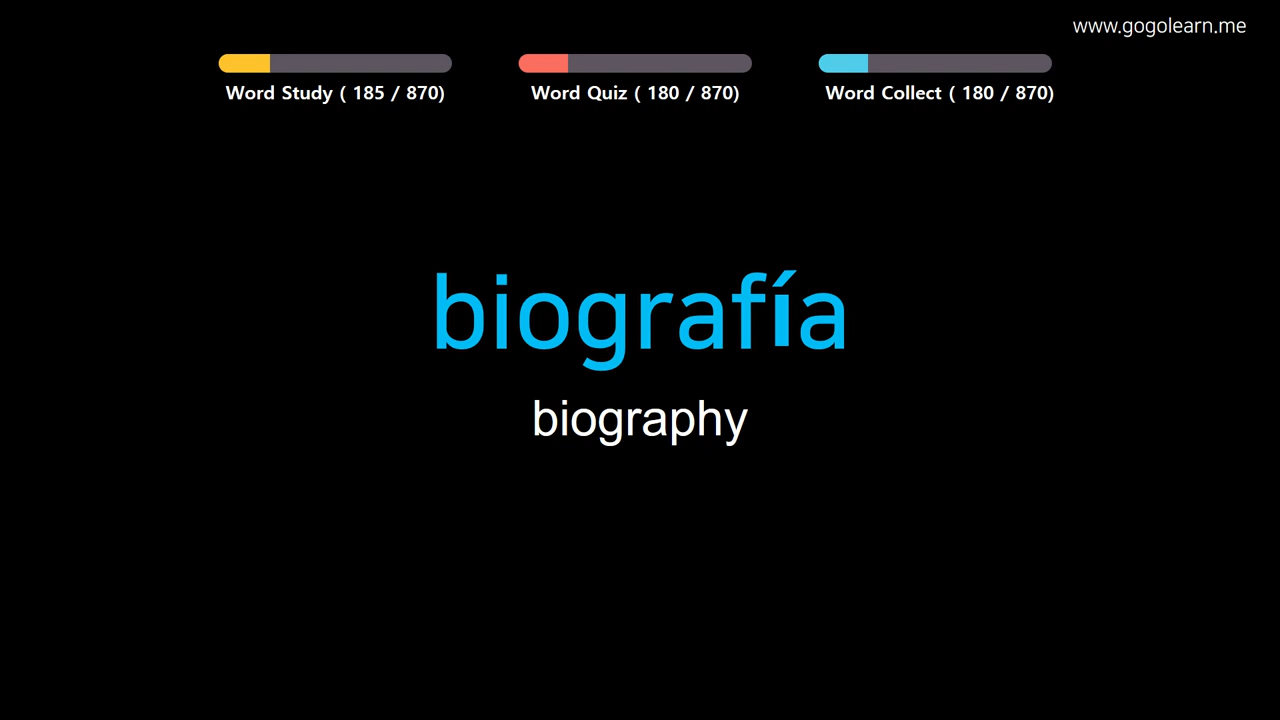 www.gogolearn.me
Word Study ( 185 / 870)
Word Quiz ( 180 / 870)
Word Collect ( 180 / 870)
biografía
biography